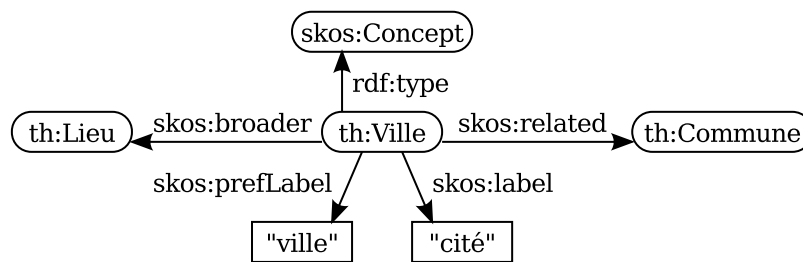 skos:Concept
rdf:type
th:Lieu skos:broader th:Ville skos:related th:Commune
skos:prefLabel skos:label
"ville" "cité"